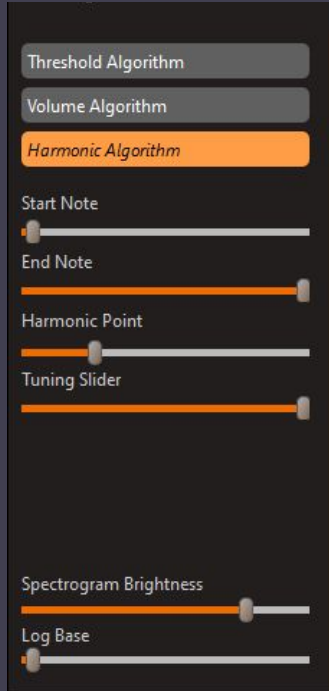 Threshold Algorithm
Volume Algorithm
Harmonic Algorithm
Start Note
End Note
Harmonic Point
Tuning Slider
Spectrogram Brightness
Log Base